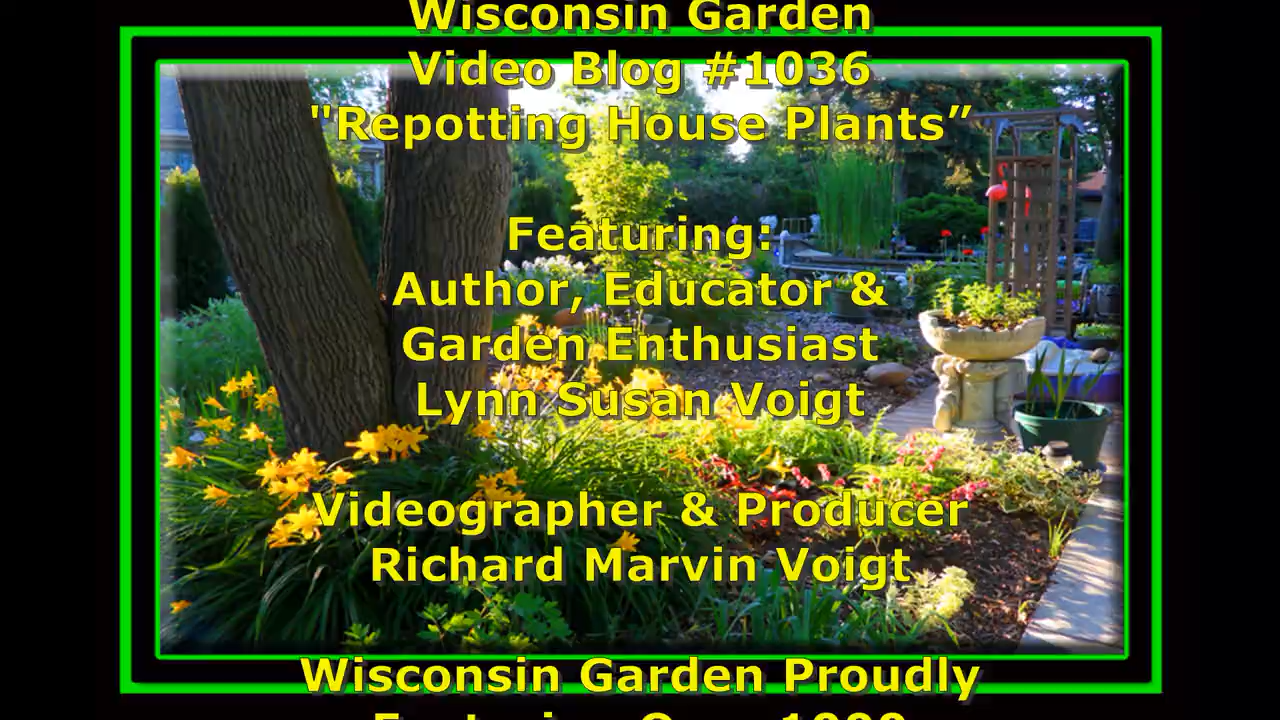 Wisconsin Garden
Video Blog #1036
"Repotting House Plants”
Featuring:
Author, Educator &
Garden Enthusiast
Lynn Susan Voigt
Videographer & Producer
Richard Marvin Voigt
Wisconsin Garden Proudly